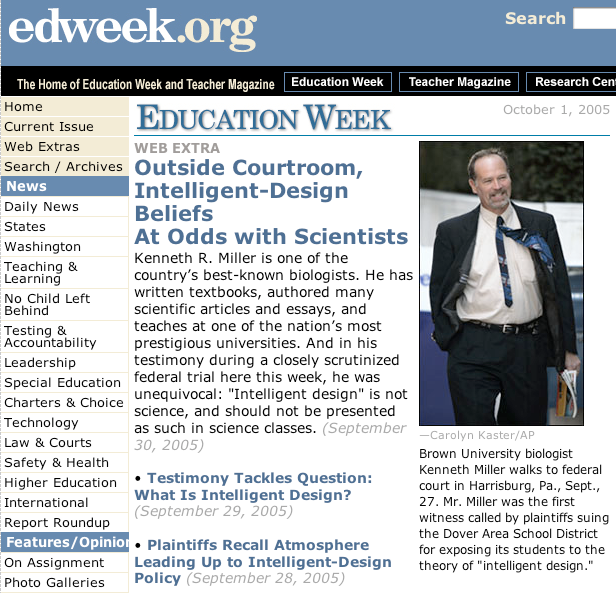 edweek.org
Search
The Home of Education Week and Teacher Magazine
Education Week
Teacher Magazine
Research Cen
Home
Current Issue
Web Extras
Search / Archives
News
Daily News
States
Washington
Teaching &
Learning
No Child Left
Behind
Testing &
Accountability
Leadership
Special Education
Charters & Choice
Technology
Law & Courts
Safety & Health
Higher Education
International
Report Roundup
Features/Opinion
On Assignment
Photo Galleries
EDUCATION WEEK
October 1, 2005
WEB EXTRA
Outside Courtroom,
Intelligent-Design
Beliefs
At Odds with Scientists
Kenneth R. Miller is one of the
country's best-known biologists. He has
written textbooks, authored many
scientific articles and essays, and
teaches at one of the nation's most
prestigious universities. And in his
testimony during a closely scrutinized
federal trial here this week, he was
unequivocal: "Intelligent design" is not
science, and should not be presented
as such in science classes. (September
30, 2005)
• Testimony Tackles Question:
What Is Intelligent Design?
(September 29, 2005)
• Plaintiffs Recall Atmosphere
Leading Up to Intelligent-Design
Policy (September 28, 2005)
—Carolyn Kaster/AP
Brown University biologist
Kenneth Miller walks to federal
court in Harrisburg, Pa., Sept.,
27. Mr. Miller was the first
witness called by plaintiffs suing
the Dover Area School District
for exposing its students to the
theory of "intelligent design."